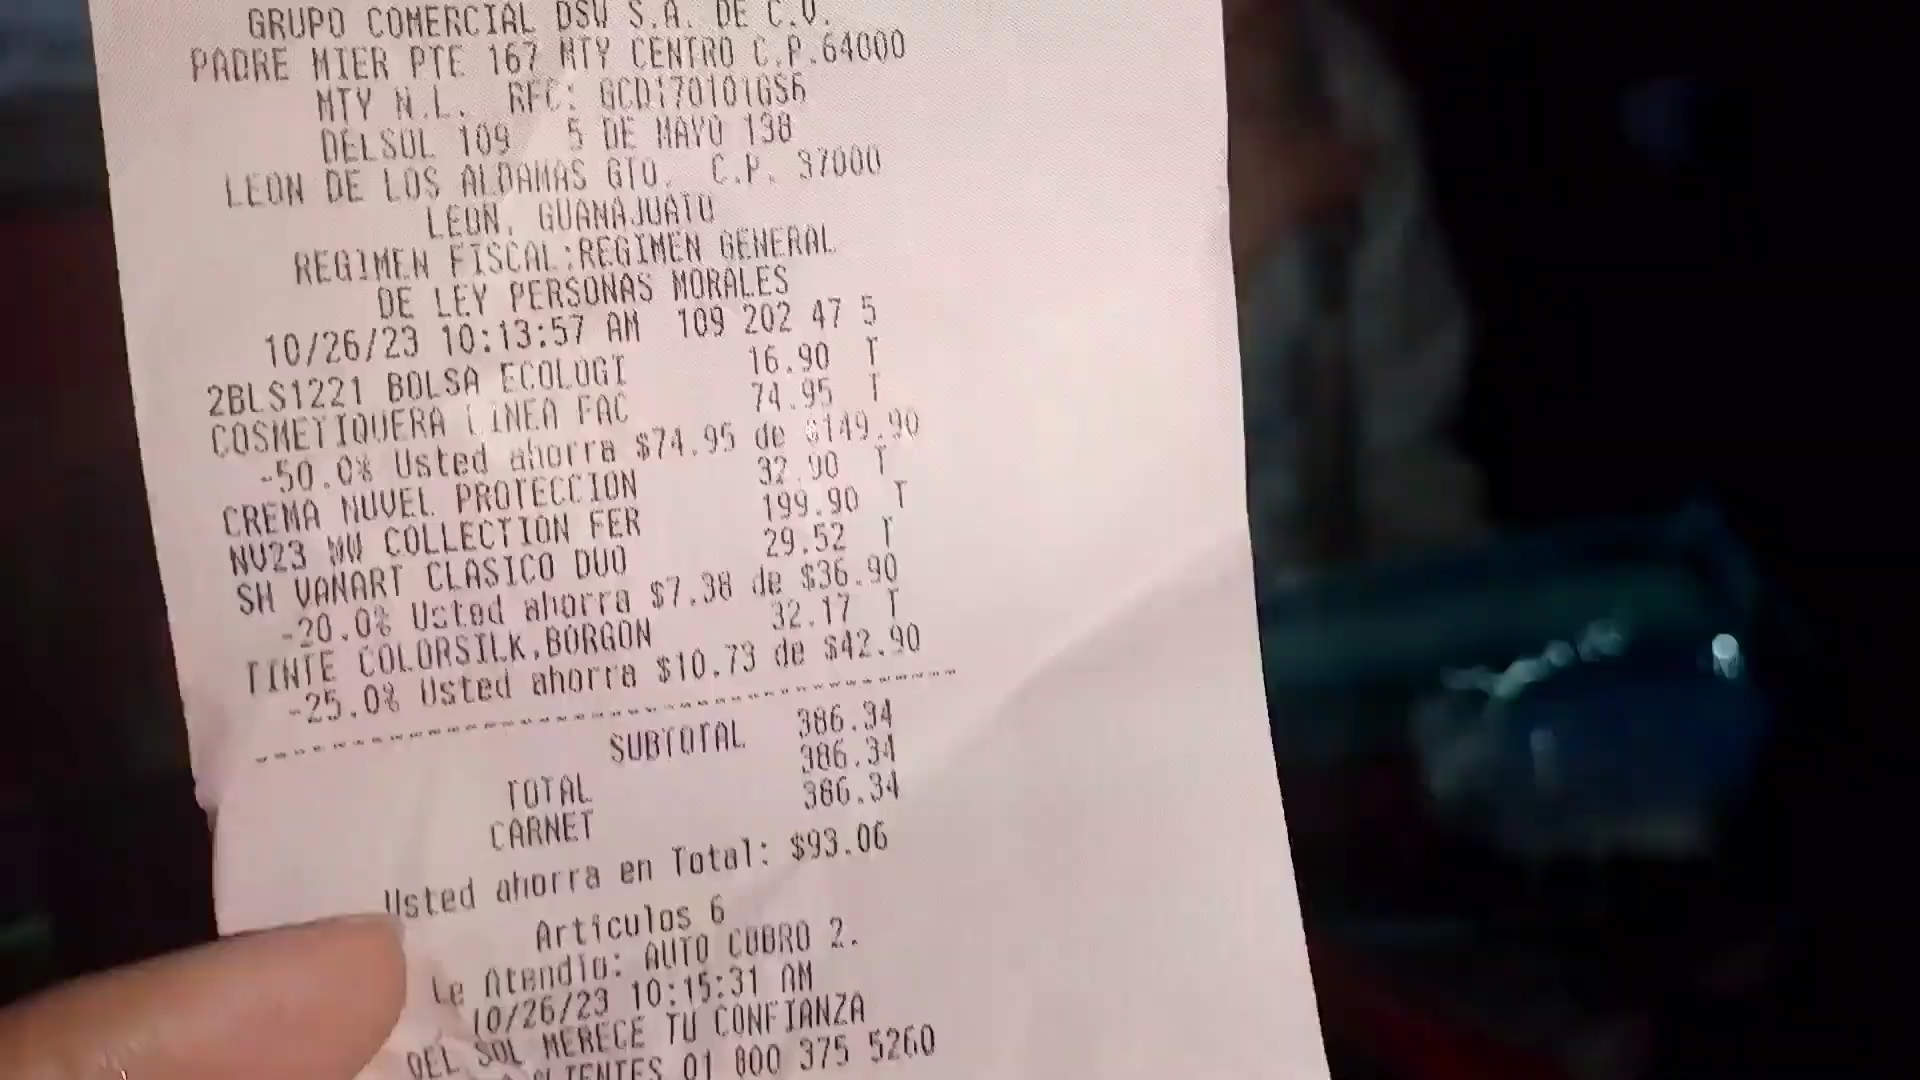 GRUPO COMERCIAL DSW S.A. DE C.V.
PADRE MIER PTE 167 MTY CENTRO C.P.64000
MTY N.L. RFC: GCD170101GS6
DELSOL 109 5 DE MAYO 138
LEON DE LOS ALDAMAS GTO. C.P. 37000
LEON, GUANAJUATO
REGIMEN FISCAL:REGIMEN GENERAL
DE LEY PERSONAS MORALES
10/26/23 10:13:57 AM 109 202 47 5
2BLS1221 BOLSA ECOLOGI 16.90 T
COSMETIQUERA LINEA FAC 74.95 T
-50.0% Usted ahorra $74.95 de $149.90
CREMA NUVEL PROTECCION 32.90 T
NV23 MW COLLECTION FER 199.90 T
SH VANART CLASICO DUO 29.52 T
-20.0% Usted ahorra $7.38 de $36.90
TINTE COLORSILK,BORGON 32.17 T
-25.0% Usted ahorra $10.73 de $42.90
SUBTOTAL 386.34
TOTAL 386.34
CARNET 386.34
Usted ahorra en Total: $93.06
Articulos 6
Le Atendio: AUTO COBRO 2.
10/26/23 10:15:31 AM
DEL SOL MERECE TU CONFIANZA
CLIENTES 01 800 375 5260